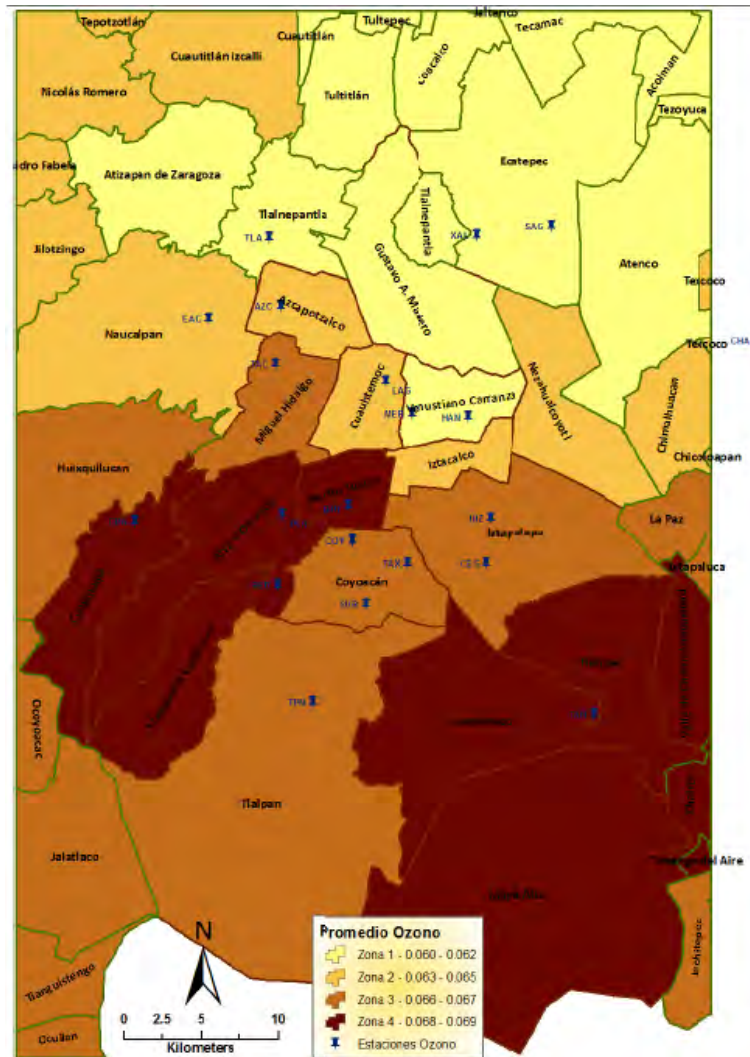 Tepotzotlán
Tultepec
Jaltenco
Tecamac
Cuautitlán
Cuautitlán Izcalli
Coacalco
Acolman
Nicolás Romero
Tultitlán
Tezoyuca
Ecatepec
idro Fabela
Atizapan de Zaragoza
Tlalnepantla
Tlalnepantla
TLA
XAL
SAG
Jilotzingo
Gustavo A. Madero
Atenco
Texcoco
AZC
Azcapotzalco
EAC
Naucalpan
Texcoco
CHA
TAC
Miguel Hidalgo
Cuauhtemoc
LAG
Venustiano Carranza
MER
HAN
Nezahualcoyotl
Chimalhuacan
Iztacalco
Chicoloapan
Huixquilucan
La Paz
UIZ
Iztapalapa
COY
TAX
CES
Ixtapaluca
Coyoacán
SUR
TPN
Ocoyoacac
Tlalpan
Jalatlaco
Tianguistengo
Ocuilan
Juchitepec
N
0 2.5 5 10
Kilometers
Promedio Ozono
Zona 1 - 0.060 - 0.062
Zona 2 - 0.063 - 0.065
Zona 3 - 0.066 - 0.067
Zona 4 - 0.068 - 0.069
Estaciones Ozono